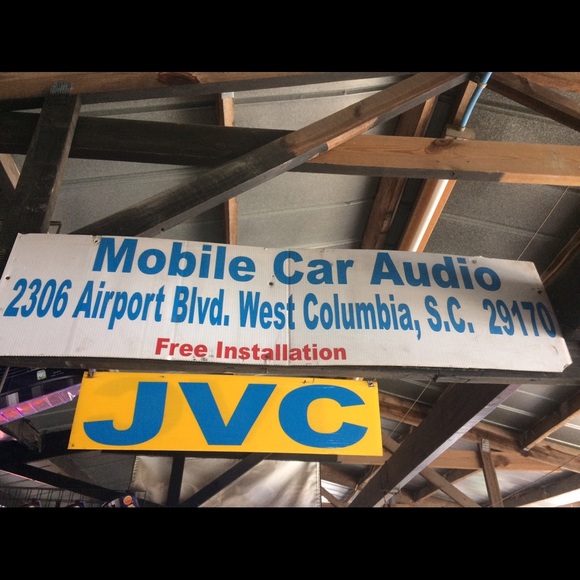 Mobile Car Audio
2306 Airport Blvd. West Columbia, S.C. 29170
Free Installation
JVC